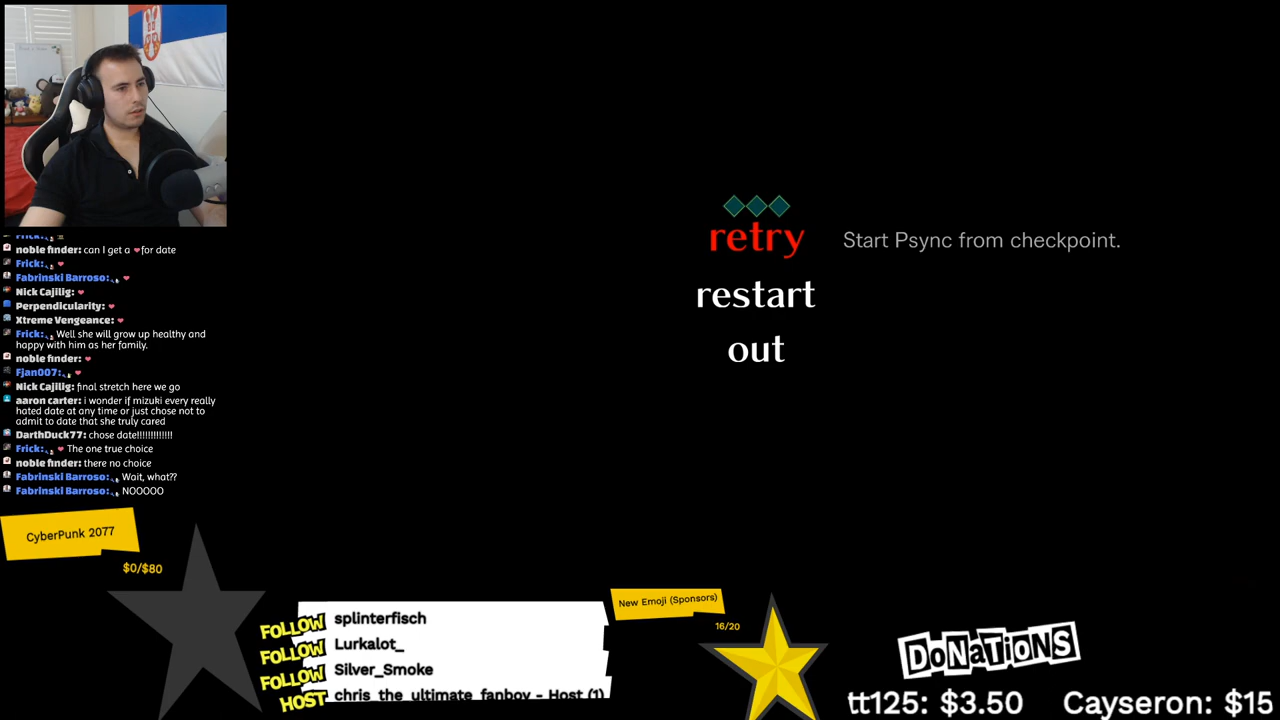 noble finder: can I get a ❤ for date
Frick: ❤
Fabrinski Barroso: ❤
Nick Cajilig: ❤
Perpendicularity: ❤
Xtreme Vengeance: ❤
Frick: Well she will grow up healthy and
happy with him as her family.
noble finder: ❤
Fjan007: ❤
Nick Cajilig: final stretch here we go
aaron carter: i wonder if mizuki every really
hated date at any time or just chose not to
admit to date that she truly cared
DarthDuck77: chose date!!!!!!!!!!!!!
Frick: ❤ The one true choice
noble finder: there no choice
Fabrinski Barroso: Wait, what??
Fabrinski Barroso: NOOOOO
retry
Start Psync from checkpoint.
restart
out
CyberPunk 2077
$0/$80
FOLLOW splinterfisch
FOLLOW Lurkalot_
FOLLOW Silver_Smoke
HOST chris_the_ultimate_fanboy - Host (1)
New Emoji (Sponsors)
16/20
DoNaTioNS
tt125: $3.50 Cayseron: $15